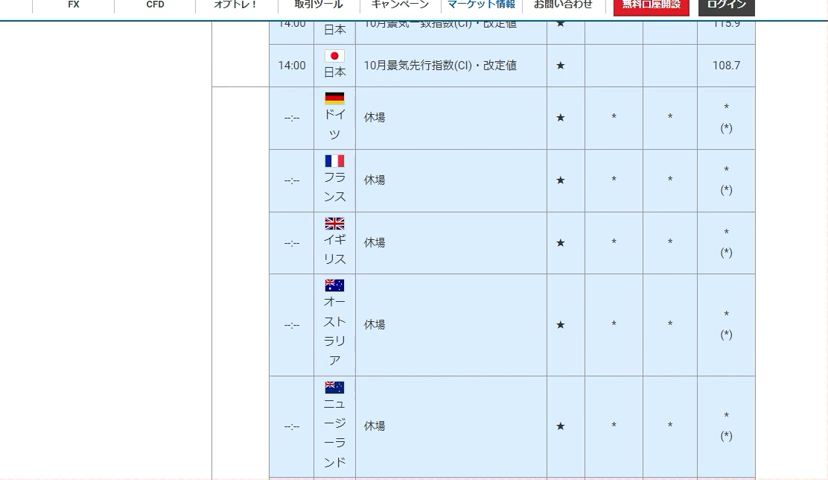 FX CFD オプトレ！ 取引ツール キャンペーン マーケット情報 お問い合わせ 無料口座開設 ログイン
14:00 日本 10月景気一致指数(CI)・改定値 ★ 115.9
14:00 日本 10月景気先行指数(CI)・改定値 ★ 108.7
--:-- ドイ
ツ
休場 ★ * * *
(*)
--:-- フラ
ンス
休場 ★ * * *
(*)
--:-- イギ
リス
休場 ★ * * *
(*)
--:-- オー
スト
ラリ
ア
休場 ★ * * *
(*)
--:-- ニュ
ージ
ーラ
ンド
休場 ★ * * *
(*)